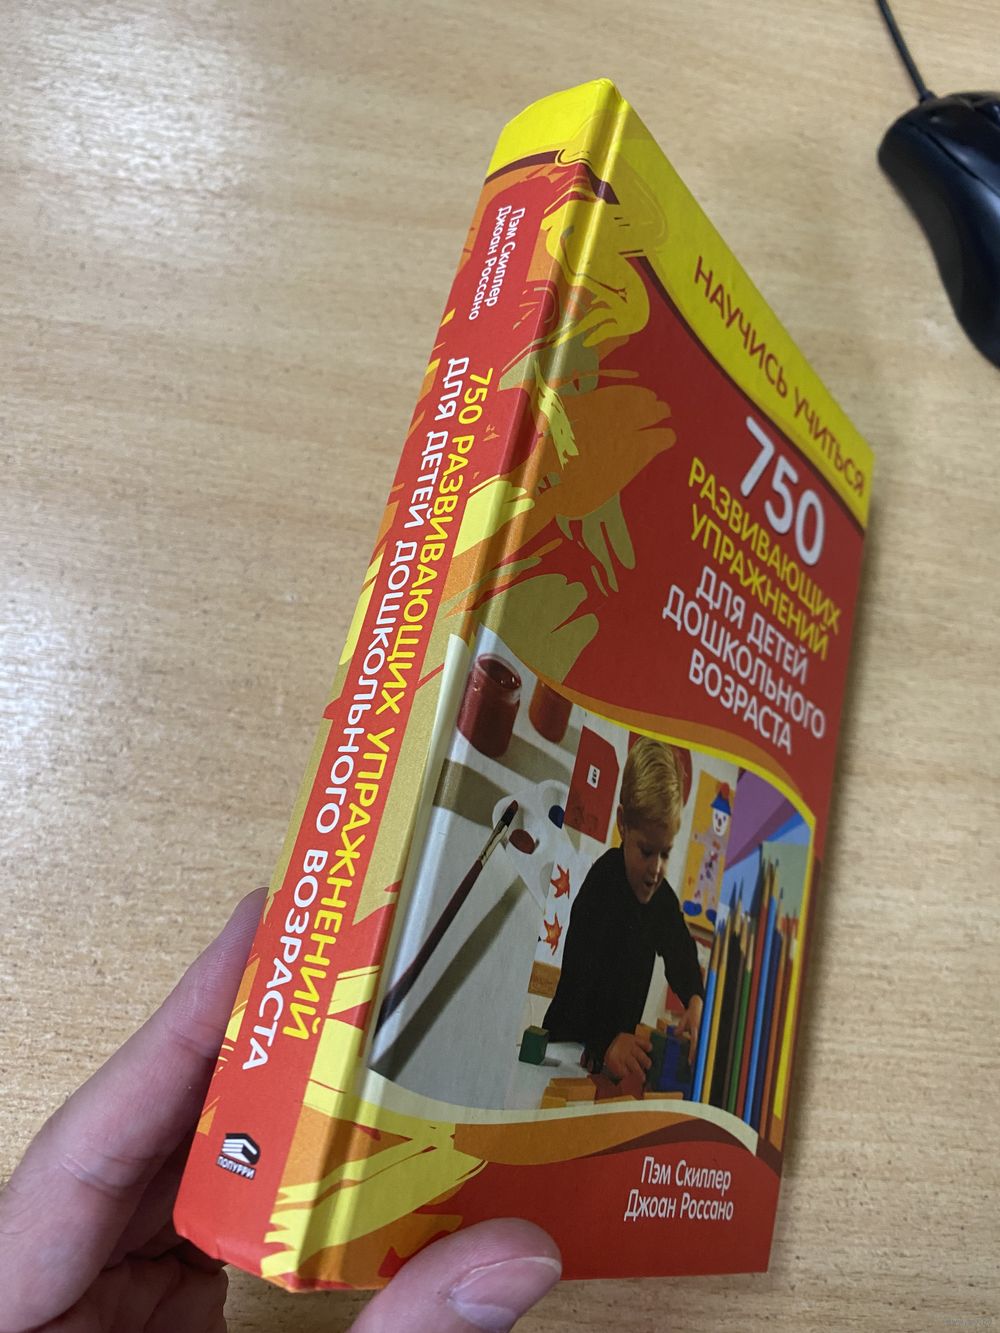 Пэм Скиллер
Джоан Россано
750 РАЗВИВАЮЩИХ УПРАЖНЕНИЙ
ДЛЯ ДЕТЕЙ ДОШКОЛЬНОГО ВОЗРАСТА
ПОПУРРИ
НАУЧИСЬ УЧИТЬСЯ
750
РАЗВИВАЮЩИХ
УПРАЖНЕНИЙ
ДЛЯ ДЕТЕЙ
ДОШКОЛЬНОГО
ВОЗРАСТА
Пэм Скиллер
Джоан Россано